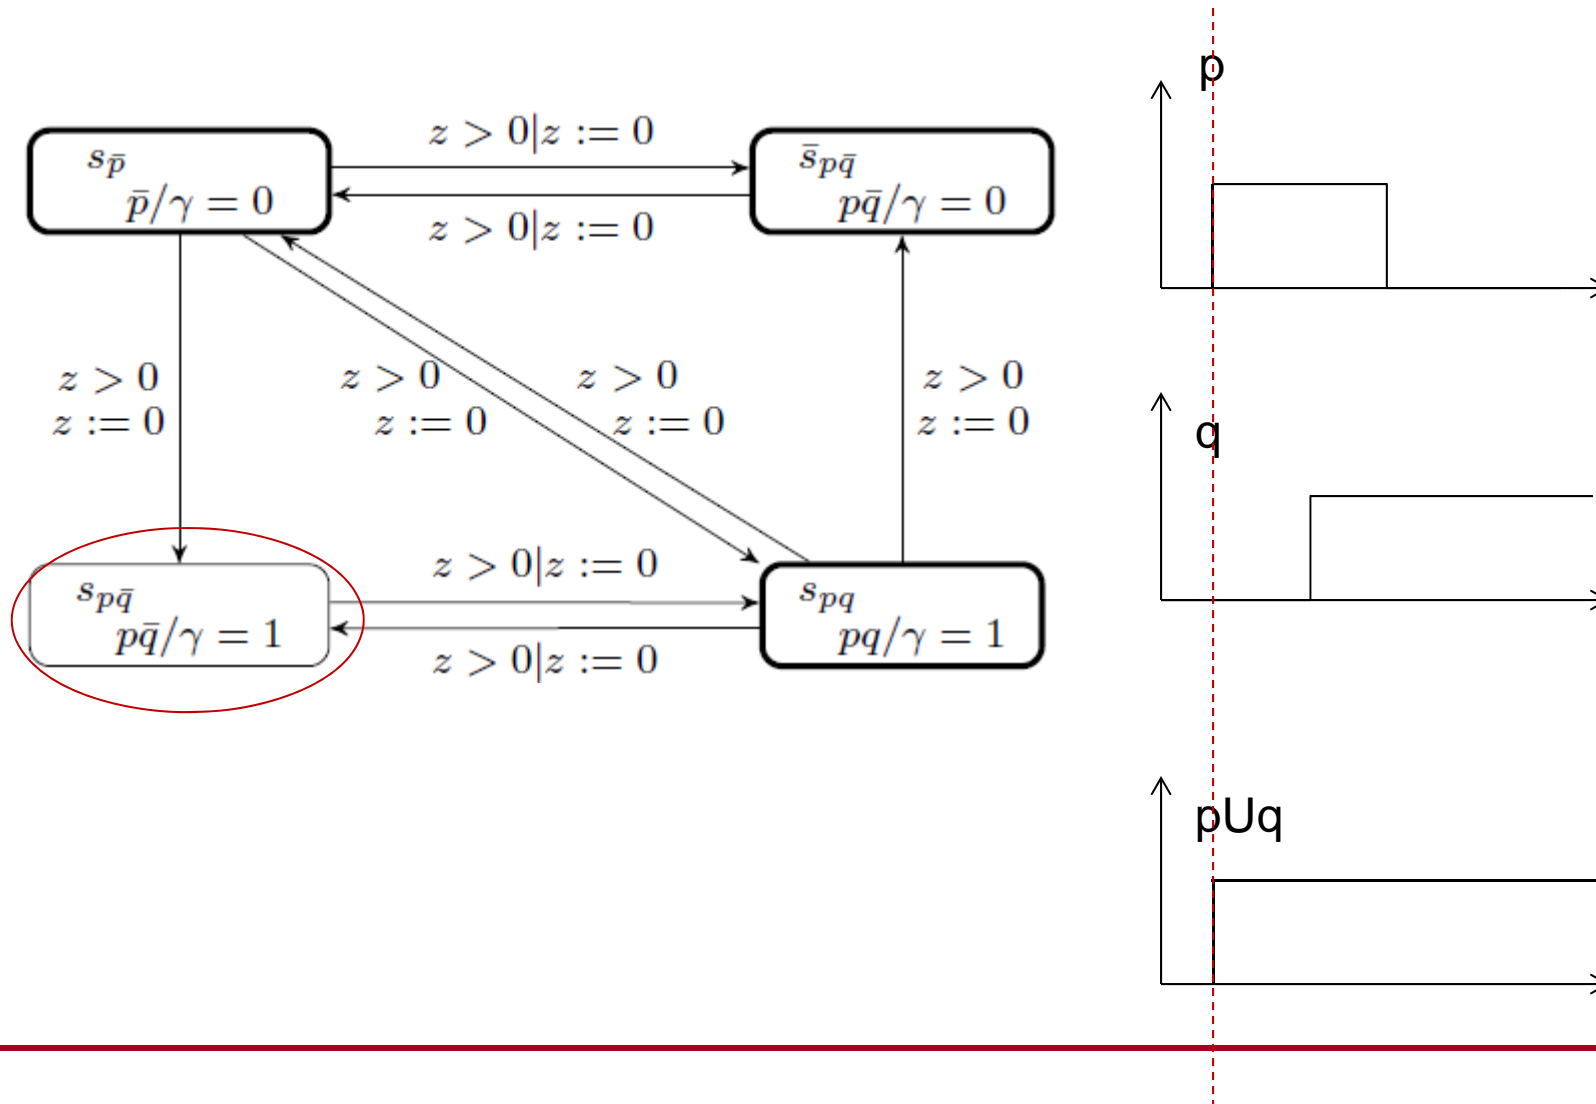 p
z > 0|z := 0
s_p̄
p̄/γ = 0
s̄_pq̄
pq̄/γ = 0
z > 0|z := 0
z > 0
z := 0
z > 0
z := 0
z > 0
z := 0
z > 0
z := 0
q
z > 0|z := 0
s_pq̄
pq̄/γ = 1
s_pq
pq/γ = 1
z > 0|z := 0
pUq